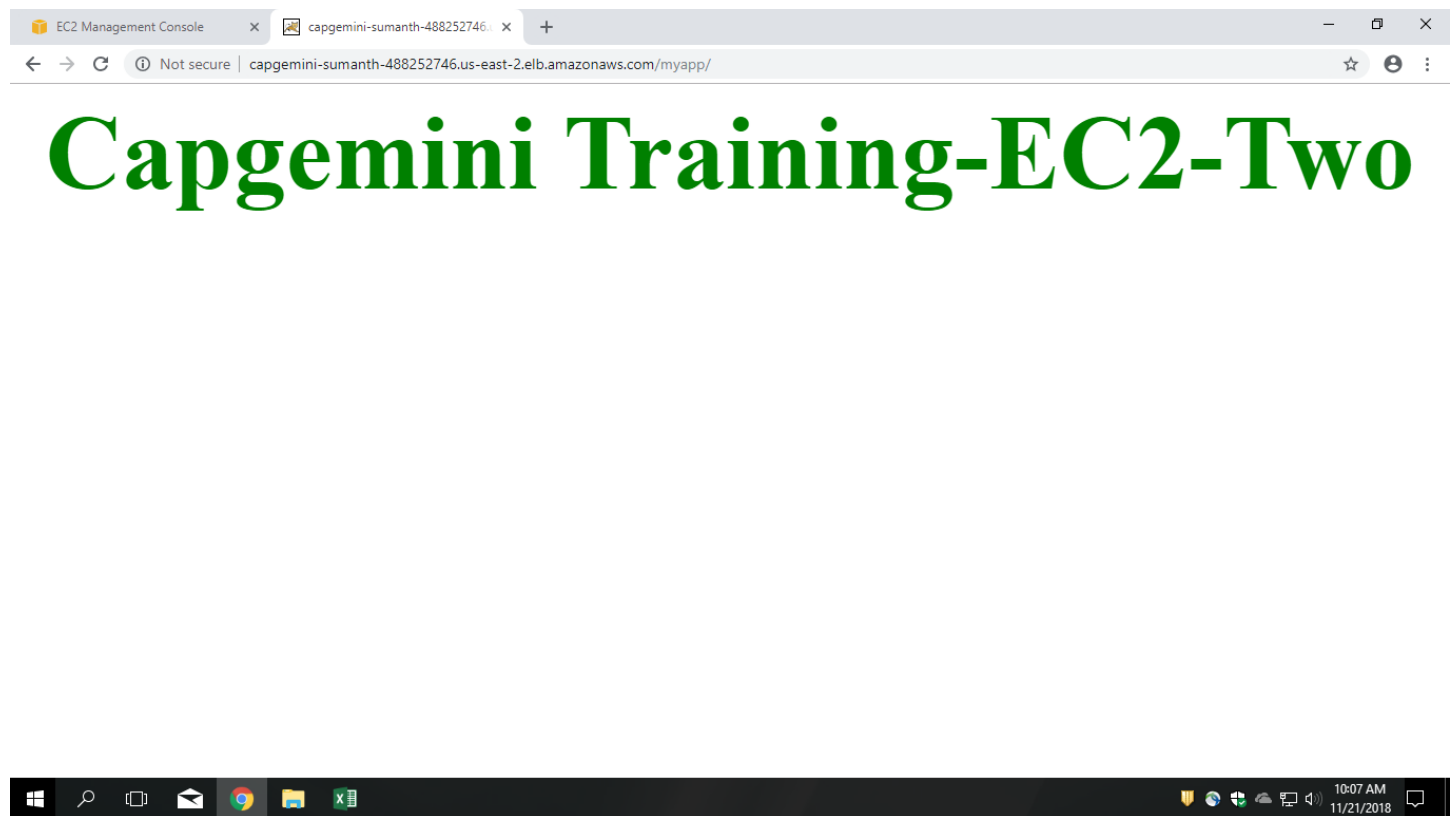 EC2 Management Console
capgemini-sumanth-488252746.
Not secure | capgemini-sumanth-488252746.us-east-2.elb.amazonaws.com/myapp/
Capgemini Training-EC2-Two
10:07 AM
11/21/2018